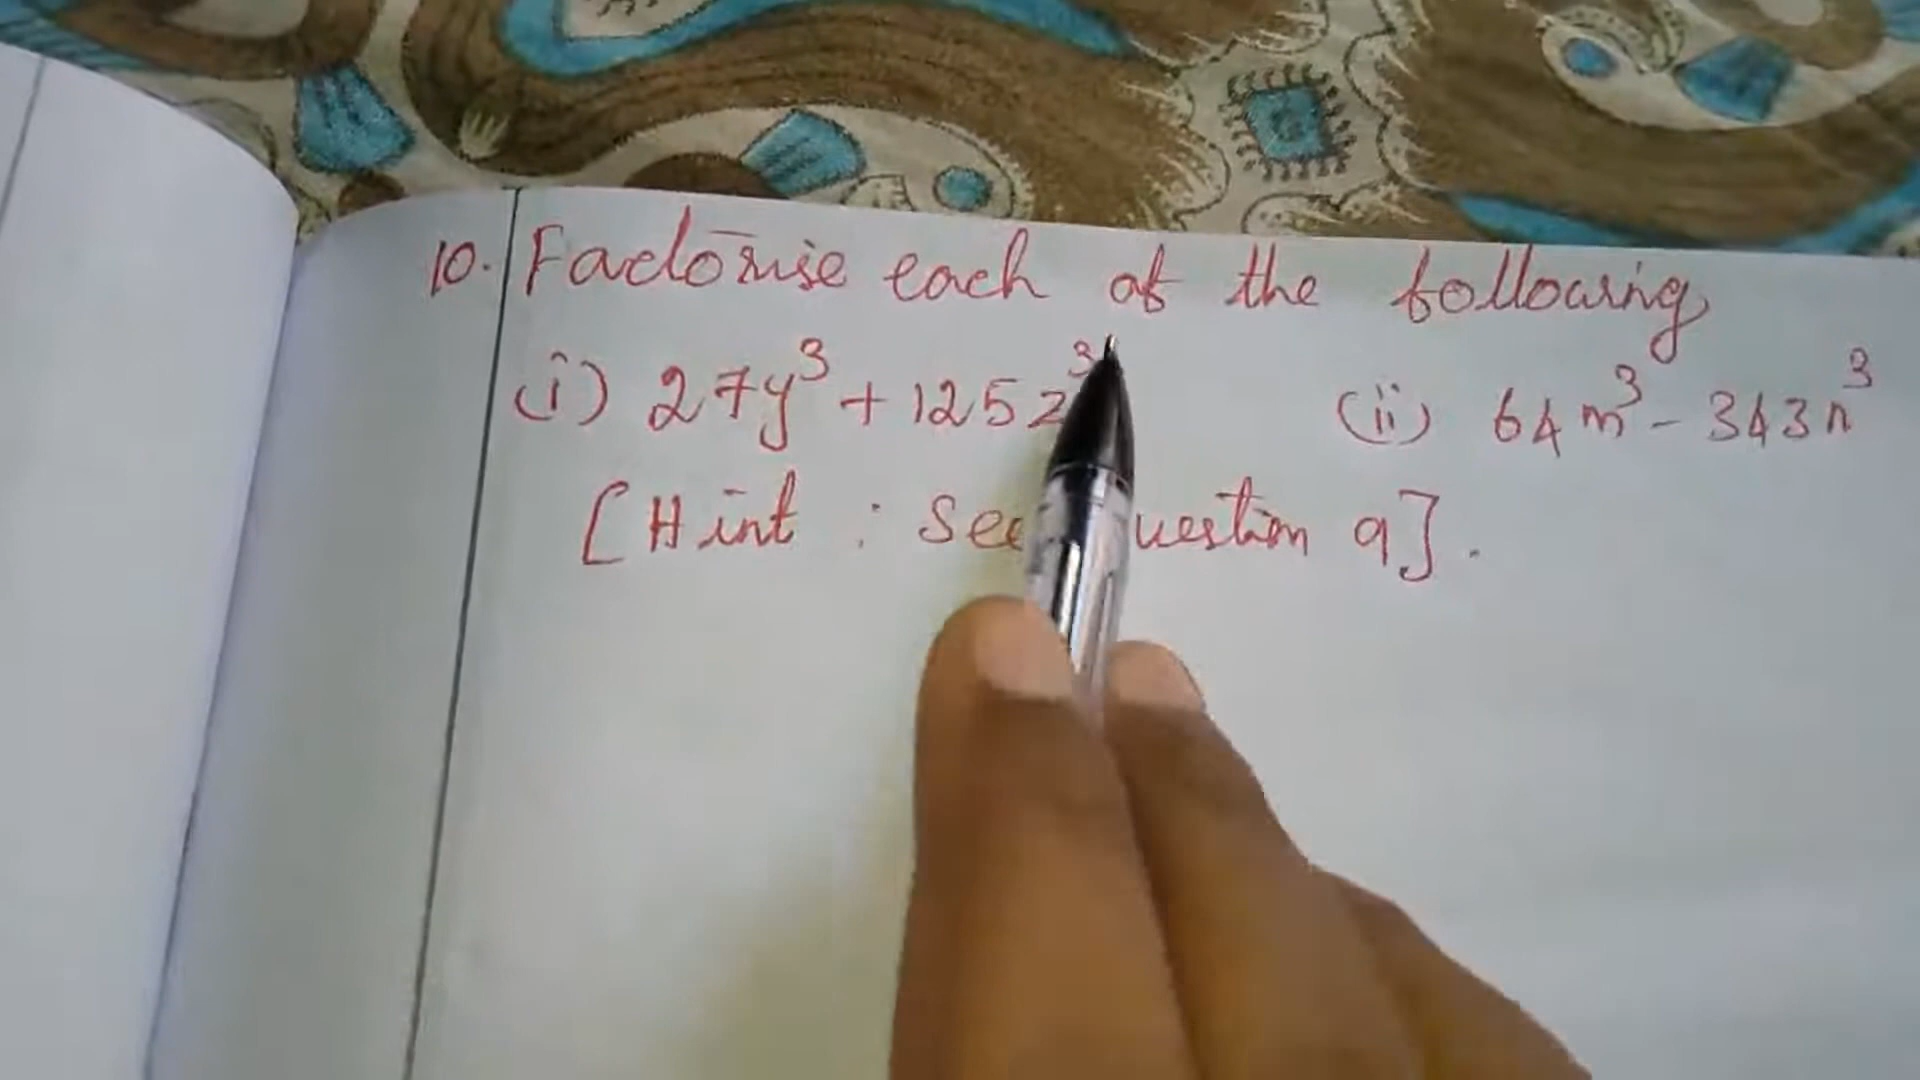 10. Factorise each of the following
(i) 27y³ + 125z³ (ii) 64m³ - 343n³
[Hint : See uestion 9].